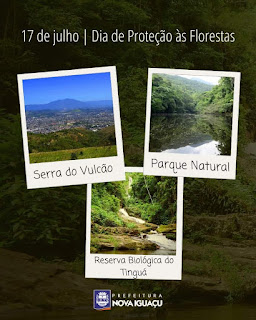 17 de julho | Dia de Proteção às Florestas
Serra do Vulcão
Parque Natural
Reserva Biológica do
Tinguá
PREFEITURA
NOVA IGUAÇU